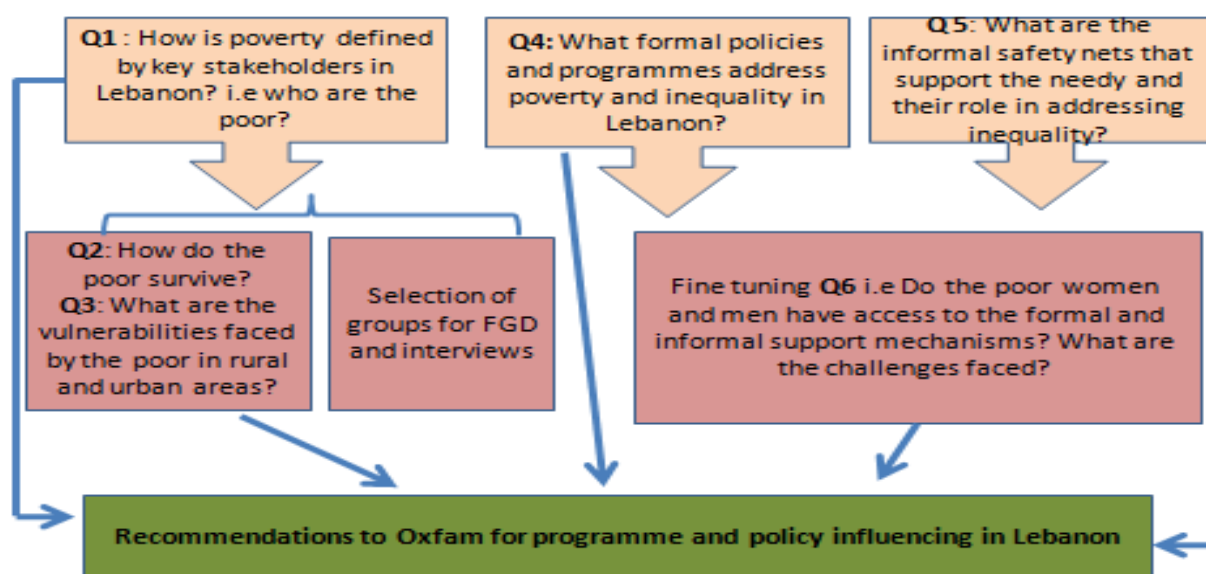 Q1 : How is poverty defined
by key stakeholders in
Lebanon? i.e who are the
poor?
Q4: What formal policies
and programmes address
poverty and inequality in
Lebanon?
Q5: What are the
informal safety nets that
support the needy and
their role in addressing
inequality?
Q2: How do the
poor survive?
Q3: What are the
vulnerabilities faced
by the poor in rural
and urban areas?
Selection of
groups for FGD
and interviews
Fine tuning Q6 i.e Do the poor women
and men have access to the formal and
informal support mechanisms? What are
the challenges faced?
Recommendations to Oxfam for programme and policy influencing in Lebanon